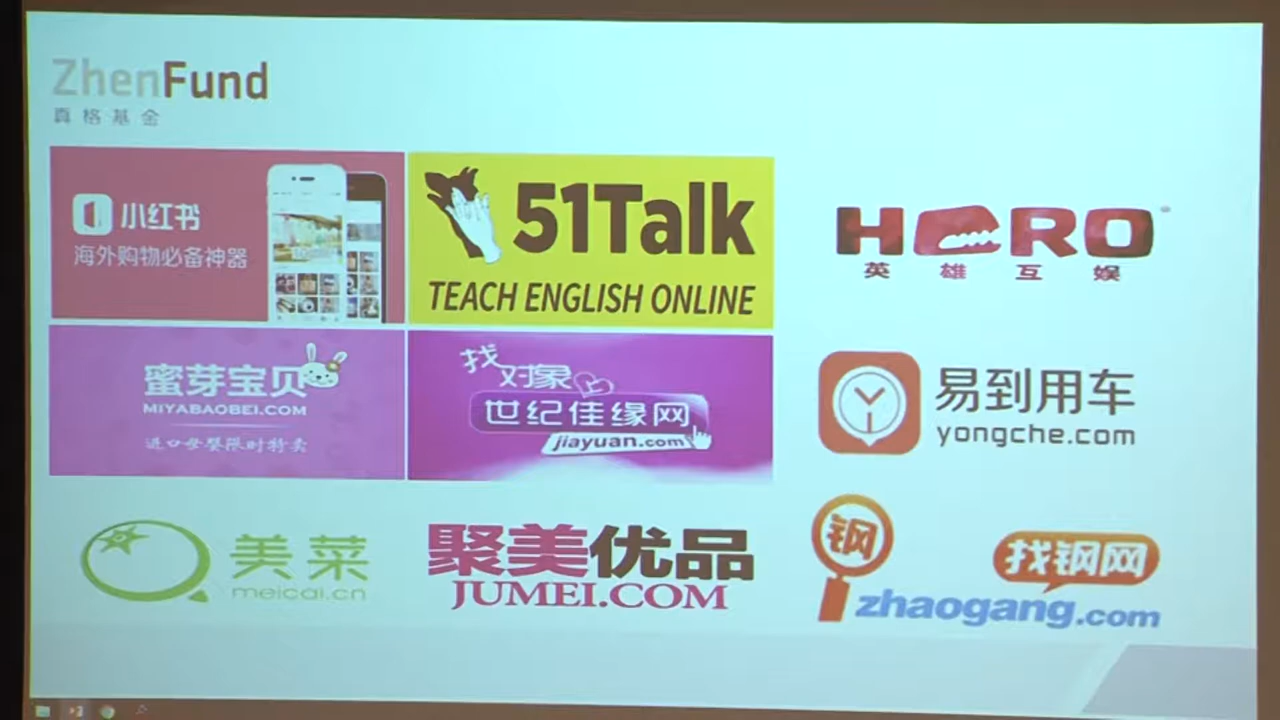 ZhenFund
真格基金
小红书
海外购物必备神器
51Talk
TEACH ENGLISH ONLINE
HERO
英雄互娱
蜜芽宝贝
MIYABAOBEI.COM
进口母婴限时特卖
找对象
世纪佳缘网
jiayuan.com
易到用车
yongche.com
美菜
meicai.cn
聚美优品
JUMEI.COM
钢
找钢网
zhaogang.com